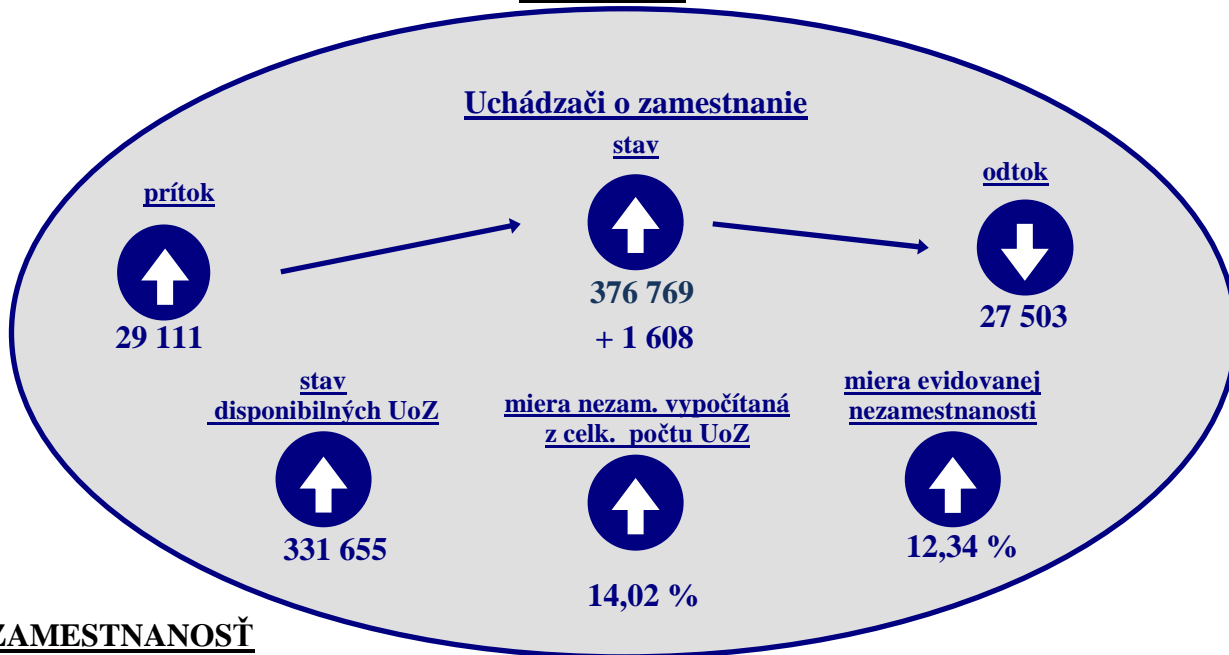 Uchádzači o zamestnanie
stav
prítok
odtok
376 769
+ 1 608
29 111
27 503
stav
disponibilných UoZ
miera nezam. vypočítaná
z celk. počtu UoZ
miera evidovanej
nezamestnanosti
331 655
14,02 %
12,34 %
ZAMESTNANOSŤ